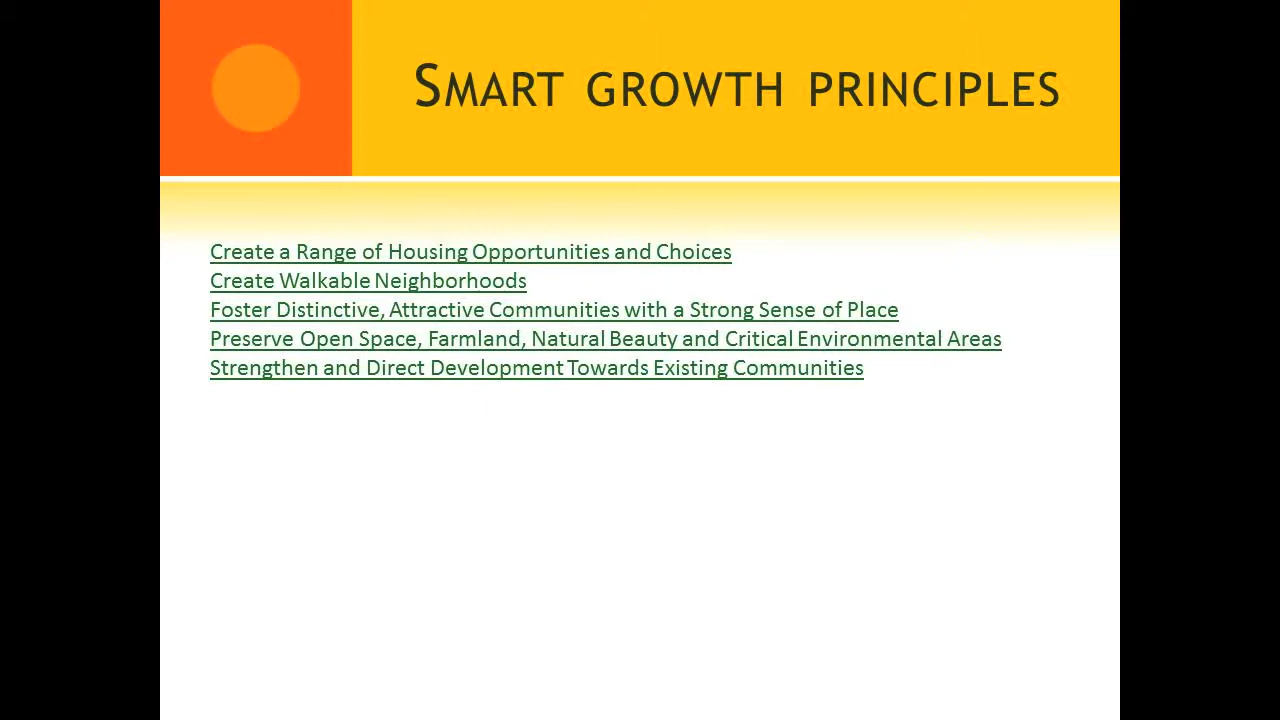 Smart growth principles
Create a Range of Housing Opportunities and Choices
Create Walkable Neighborhoods
Foster Distinctive, Attractive Communities with a Strong Sense of Place
Preserve Open Space, Farmland, Natural Beauty and Critical Environmental Areas
Strengthen and Direct Development Towards Existing Communities